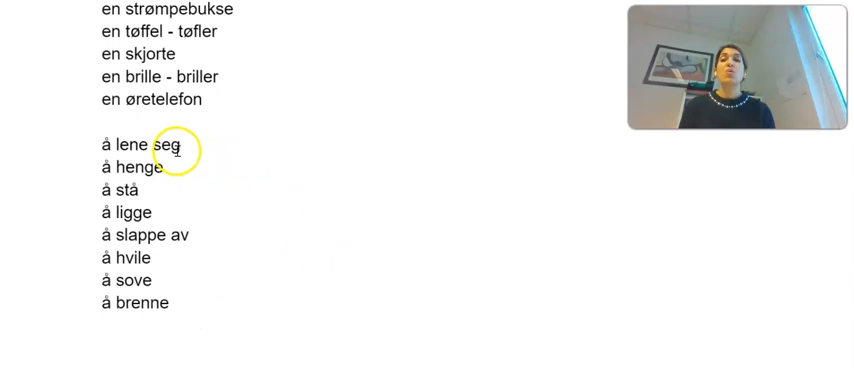 en strømpebukse
en tøffel - tøfler
en skjorte
en brille - briller
en øretelefon
å lene seg
å henge
å stå
å ligge
å slappe av
å hvile
å sove
å brenne